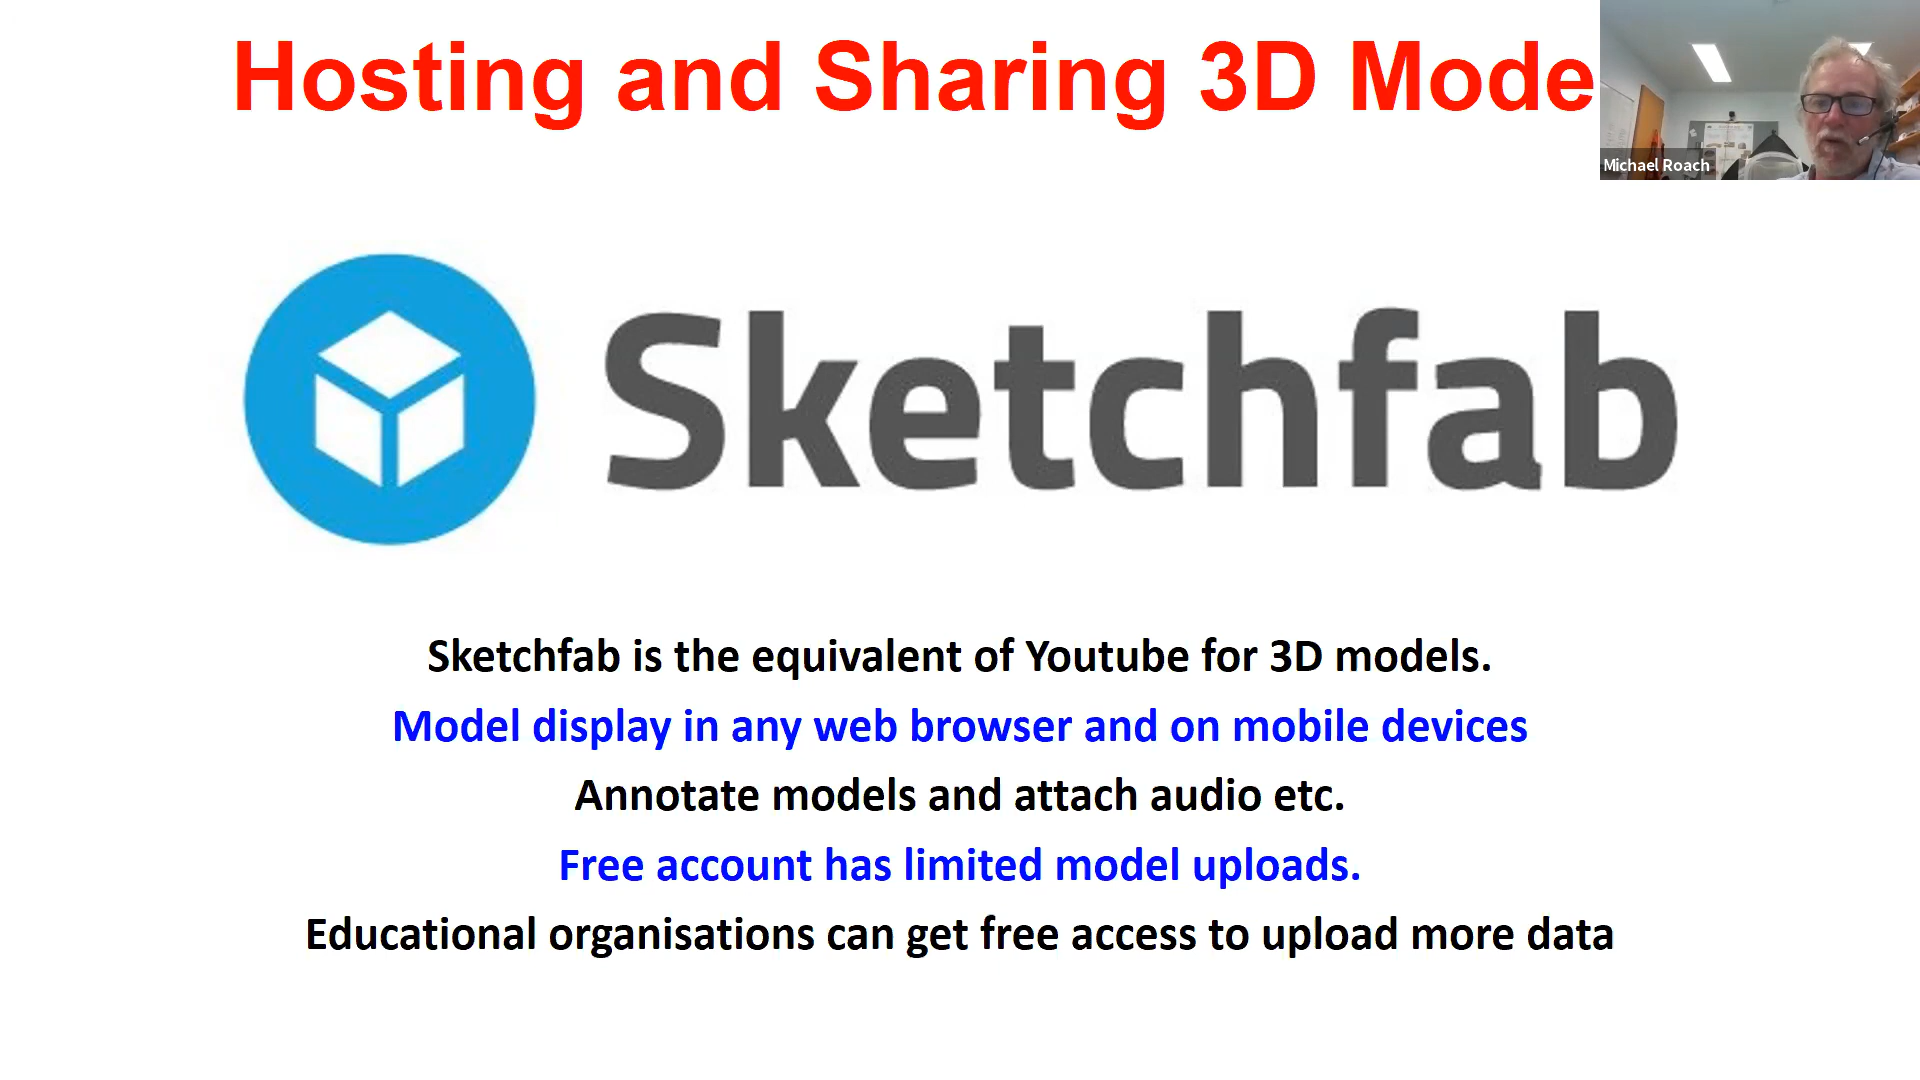 Hosting and Sharing 3D Mode
Michael Roach
Sketchfab
Sketchfab is the equivalent of Youtube for 3D models.
Model display in any web browser and on mobile devices
Annotate models and attach audio etc.
Free account has limited model uploads.
Educational organisations can get free access to upload more data